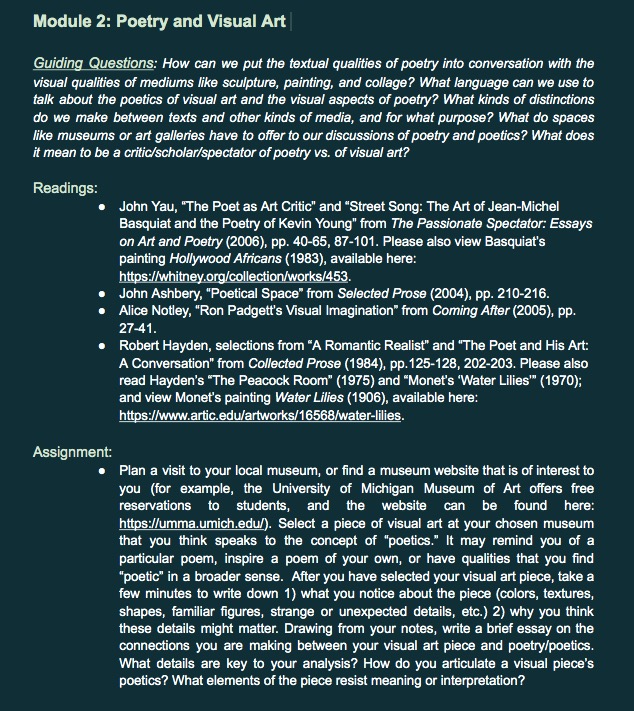 Module 2: Poetry and Visual Art
Guiding Questions: How can we put the textual qualities of poetry into conversation with the
visual qualities of mediums like sculpture, painting, and collage? What language can we use to
talk about the poetics of visual art and the visual aspects of poetry? What kinds of distinctions
do we make between texts and other kinds of media, and for what purpose? What do spaces
like museums or art galleries have to offer to our discussions of poetry and poetics? What does
it mean to be a critic/scholar/spectator of poetry vs. of visual art?
Readings:
● John Yau, “The Poet as Art Critic” and “Street Song: The Art of Jean-Michel
Basquiat and the Poetry of Kevin Young” from The Passionate Spectator: Essays
on Art and Poetry (2006), pp. 40-65, 87-101. Please also view Basquiat’s
painting Hollywood Africans (1983), available here:
https://whitney.org/collection/works/453.
● John Ashbery, “Poetical Space” from Selected Prose (2004), pp. 210-216.
● Alice Notley, “Ron Padgett’s Visual Imagination” from Coming After (2005), pp.
27-41.
● Robert Hayden, selections from “A Romantic Realist” and “The Poet and His Art:
A Conversation” from Collected Prose (1984), pp.125-128, 202-203. Please also
read Hayden’s “The Peacock Room” (1975) and “Monet’s ‘Water Lilies’” (1970);
and view Monet’s painting Water Lilies (1906), available here:
https://www.artic.edu/artworks/16568/water-lilies.
Assignment:
● Plan a visit to your local museum, or find a museum website that is of interest to
you (for example, the University of Michigan Museum of Art offers free
reservations to students, and the website can be found here:
https://umma.umich.edu/). Select a piece of visual art at your chosen museum
that you think speaks to the concept of “poetics.” It may remind you of a
particular poem, inspire a poem of your own, or have qualities that you find
“poetic” in a broader sense. After you have selected your visual art piece, take a
few minutes to write down 1) what you notice about the piece (colors, textures,
shapes, familiar figures, strange or unexpected details, etc.) 2) why you think
these details might matter. Drawing from your notes, write a brief essay on the
connections you are making between your visual art piece and poetry/poetics.
What details are key to your analysis? How do you articulate a visual piece’s
poetics? What elements of the piece resist meaning or interpretation?